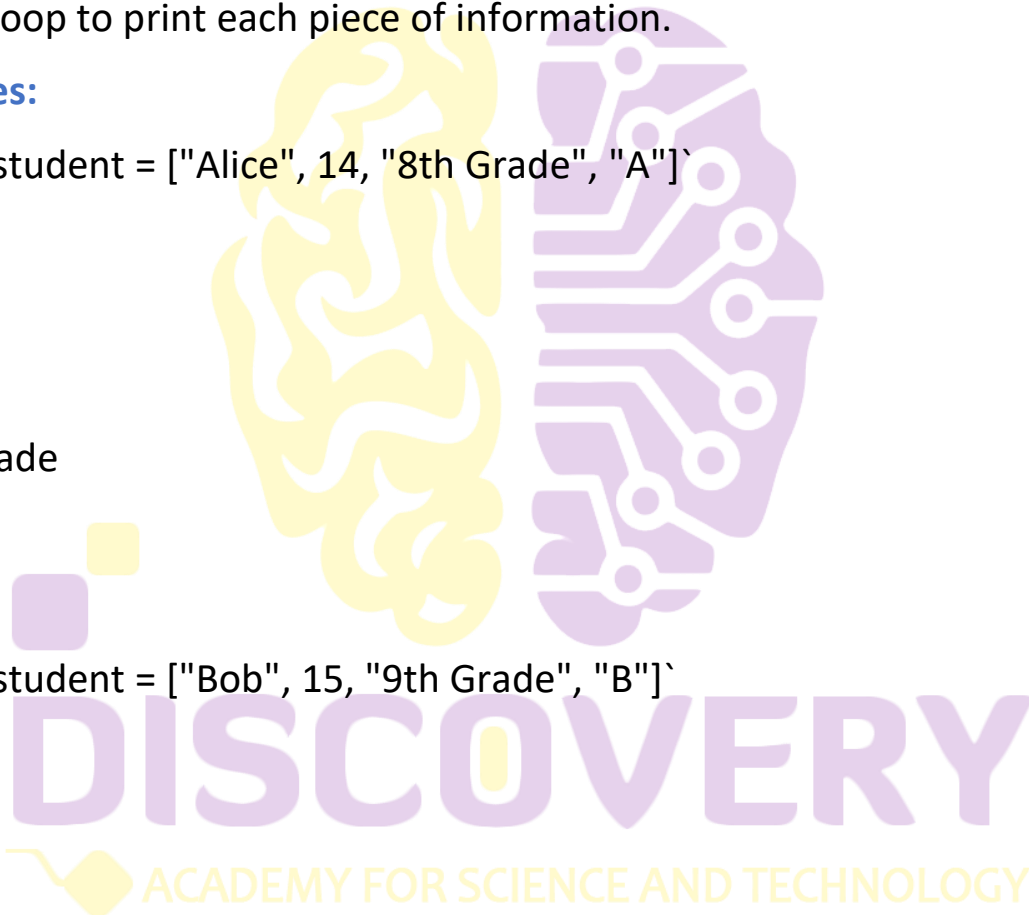 oop to print each piece of information.
es:
student = ["Alice", 14, "8th Grade", "A"]`
ade
student = ["Bob", 15, "9th Grade", "B"]`
DISCOVERY
ACADEMY FOR SCIENCE AND TECHNOLOGY